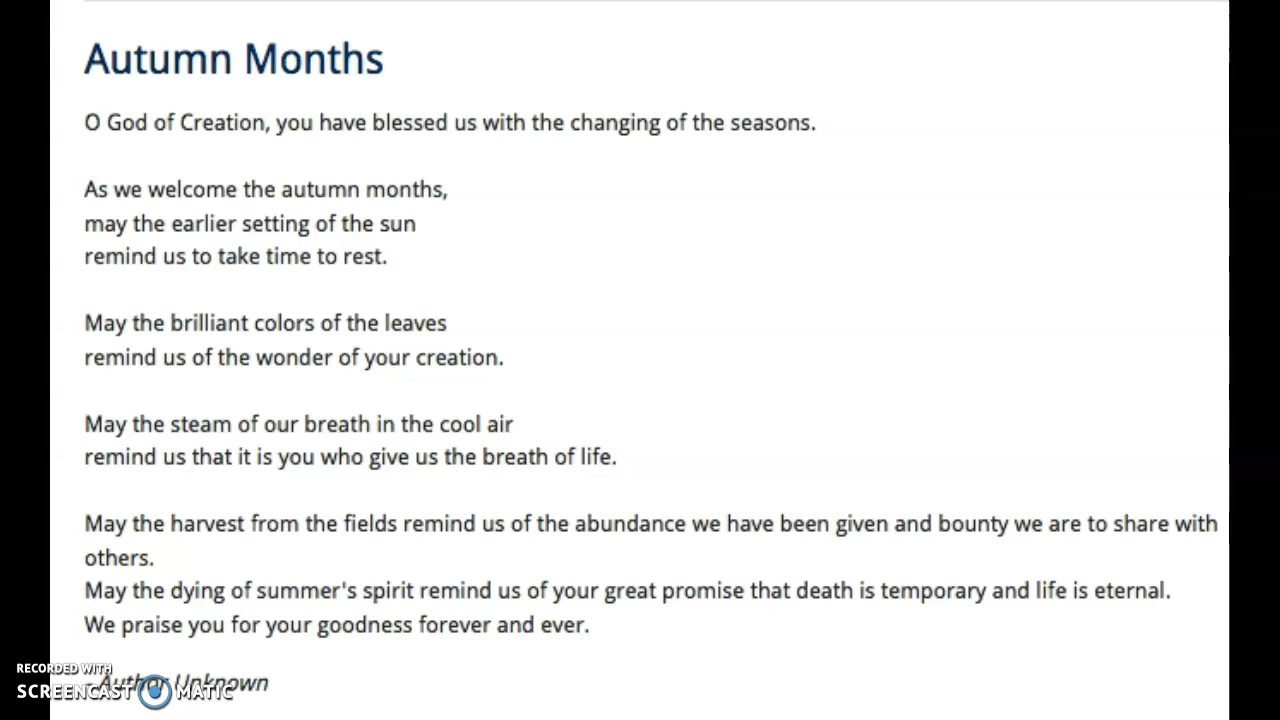 Autumn Months
O God of Creation, you have blessed us with the changing of the seasons.
As we welcome the autumn months,
may the earlier setting of the sun
remind us to take time to rest.
May the brilliant colors of the leaves
remind us of the wonder of your creation.
May the steam of our breath in the cool air
remind us that it is you who give us the breath of life.
May the harvest from the fields remind us of the abundance we have been given and bounty we are to share with
others.
May the dying of summer's spirit remind us of your great promise that death is temporary and life is eternal.
We praise you for your goodness forever and ever.
- Author Unknown
RECORDED WITH
SCREENCAST MATIC